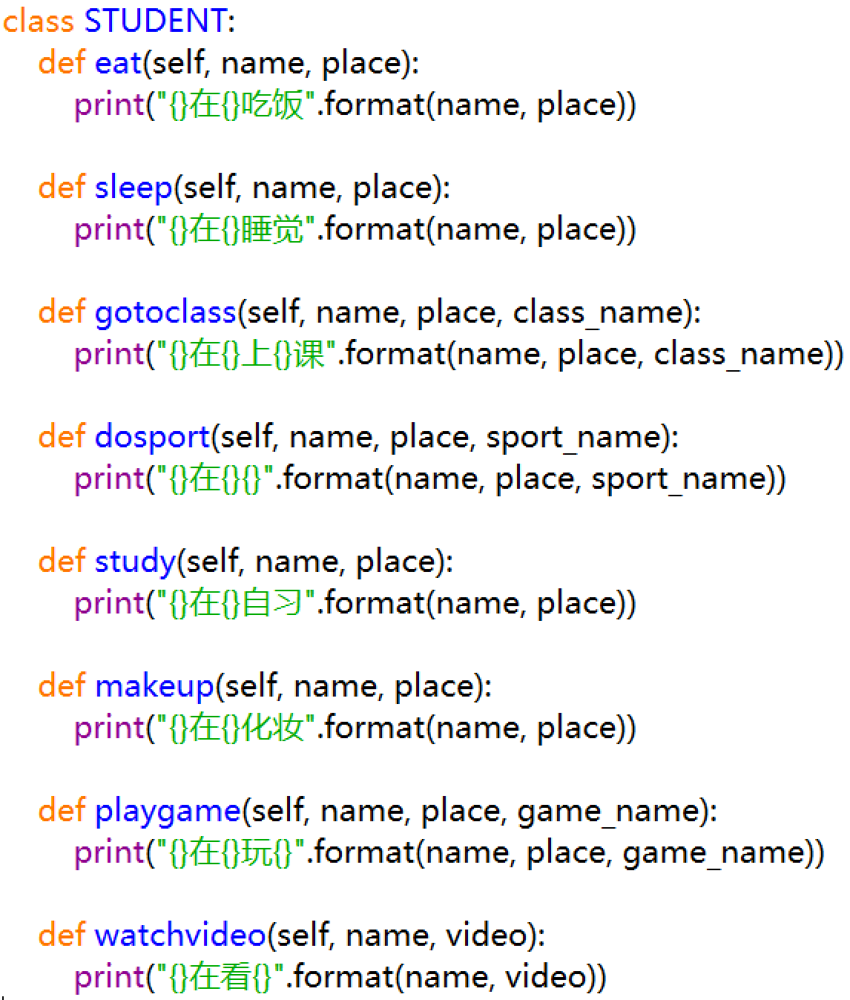 class STUDENT:
    def eat(self, name, place):
        print("{}在{}吃饭".format(name, place))

    def sleep(self, name, place):
        print("{}在{}睡觉".format(name, place))

    def gotoclass(self, name, place, class_name):
        print("{}在{}上{}课".format(name, place, class_name))

    def dosport(self, name, place, sport_name):
        print("{}在{}{}".format(name, place, sport_name))

    def study(self, name, place):
        print("{}在{}自习".format(name, place))

    def makeup(self, name, place):
        print("{}在{}化妆".format(name, place))

    def playgame(self, name, place, game_name):
        print("{}在{}玩{}".format(name, place, game_name))

    def watchvideo(self, name, video):
        print("{}在看{}".format(name, video))